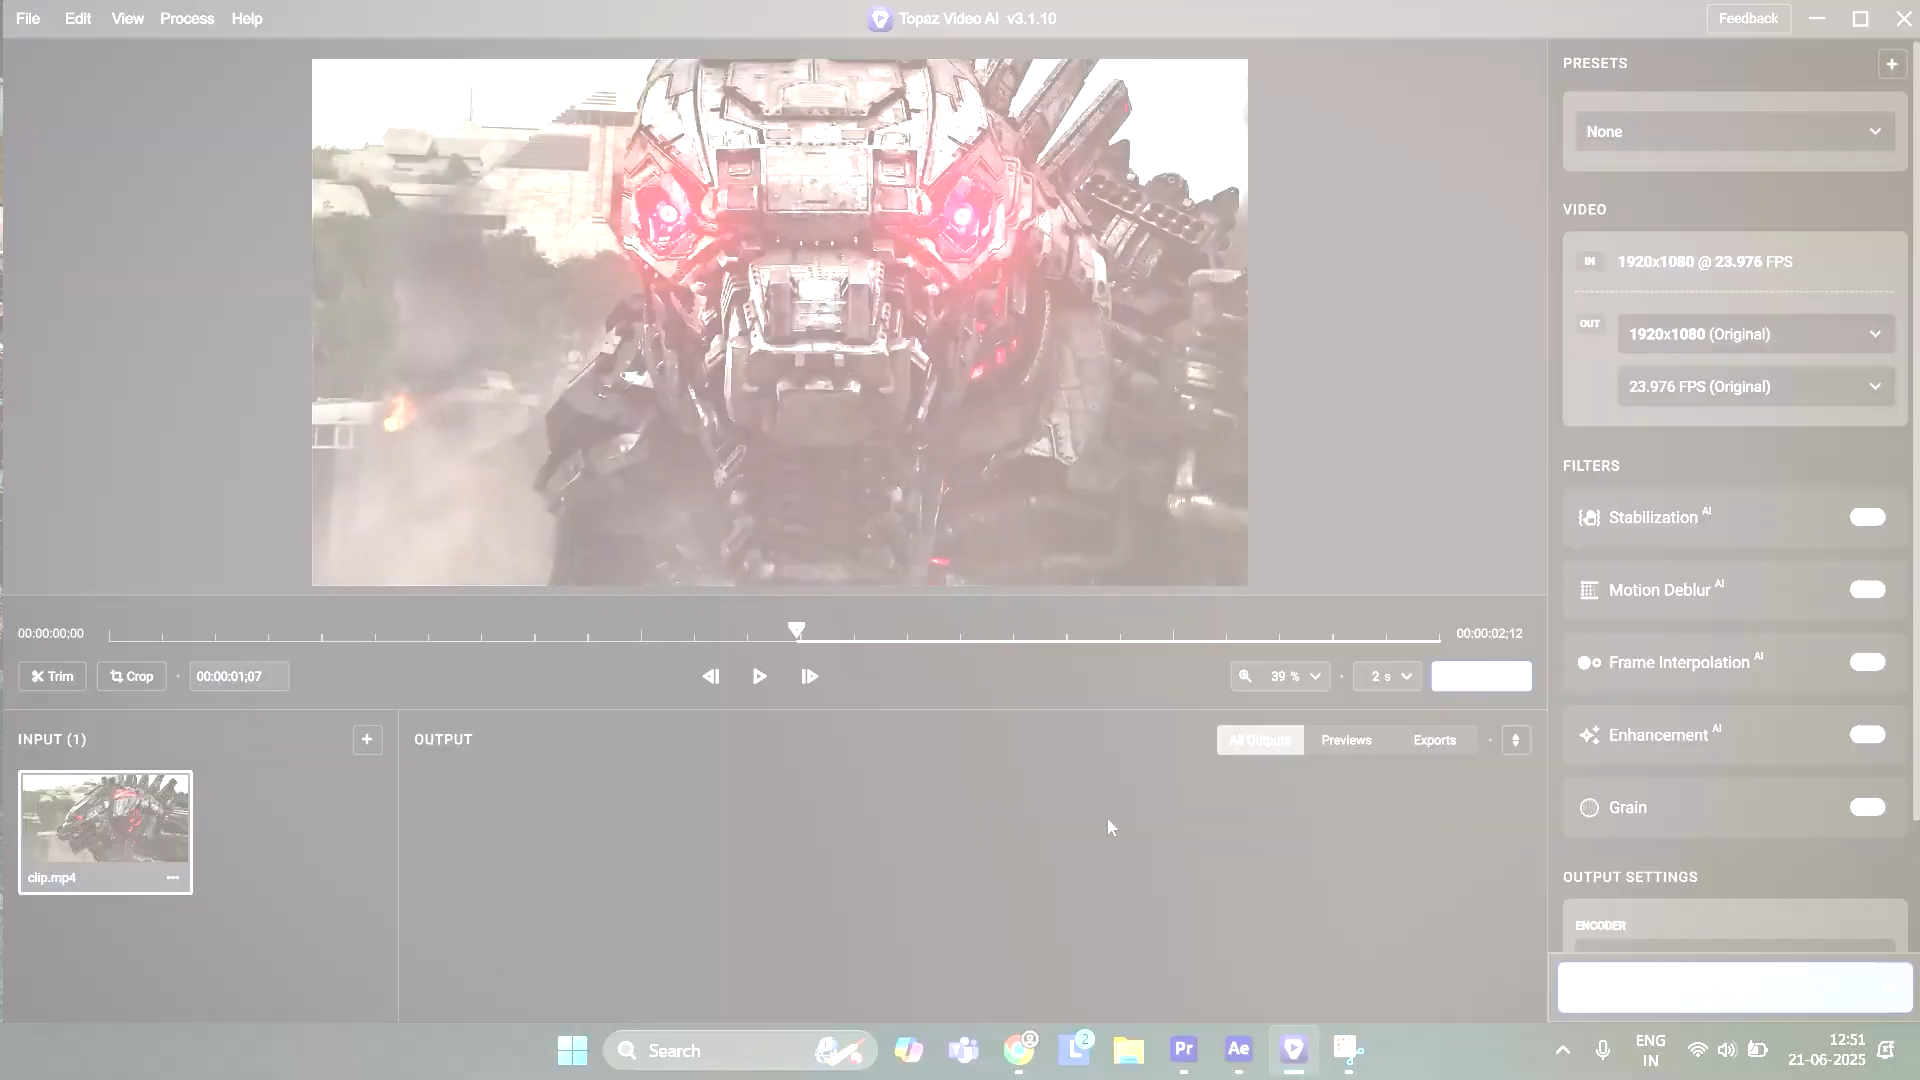 File Edit View Process Help
Topaz Video AI v3.1.10
Feedback
PRESETS
None
VIDEO
IN 1920x1080 @ 23.976 FPS
OUT 1920x1080 (Original)
23.976 FPS (Original)
FILTERS
Stabilization AI
Motion Deblur AI
Frame Interpolation AI
Enhancement AI
Grain
OUTPUT SETTINGS
ENCODER
00:00:00;00
00:00:02;12
Trim
Crop
00:00:01;07
39 %
2 s
INPUT (1)
clip.mp4
OUTPUT
All Outputs Previews Exports
Search
2
Pr
Ae
ENG
IN
12:51
21-06-2025